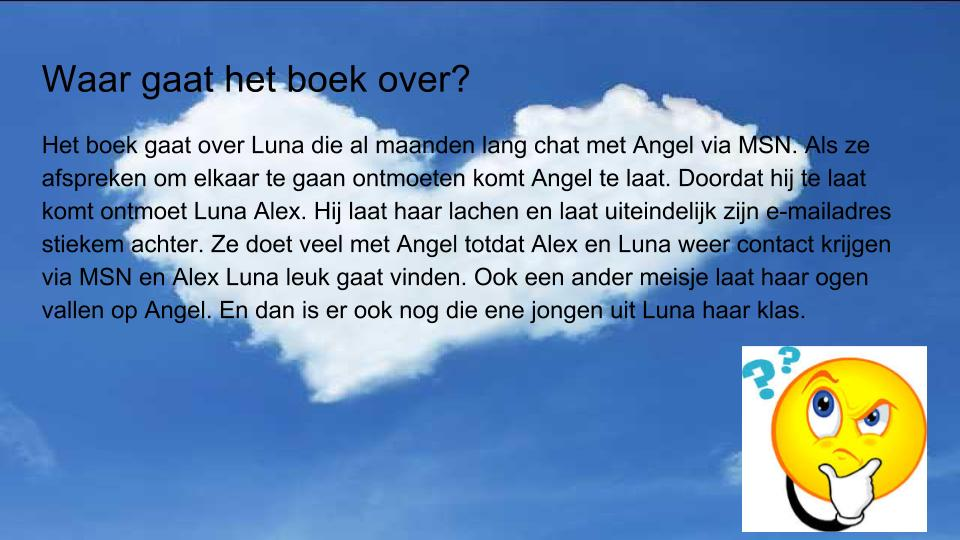 Waar gaat het boek over?
Het boek gaat over Luna die al maanden lang chat met Angel via MSN. Als ze
afspreken om elkaar te gaan ontmoeten komt Angel te laat. Doordat hij te laat
komt ontmoet Luna Alex. Hij laat haar lachen en laat uiteindelijk zijn e-mailadres
stiekem achter. Ze doet veel met Angel totdat Alex en Luna weer contact krijgen
via MSN en Alex Luna leuk gaat vinden. Ook een ander meisje laat haar ogen
vallen op Angel. En dan is er ook nog die ene jongen uit Luna haar klas.
??